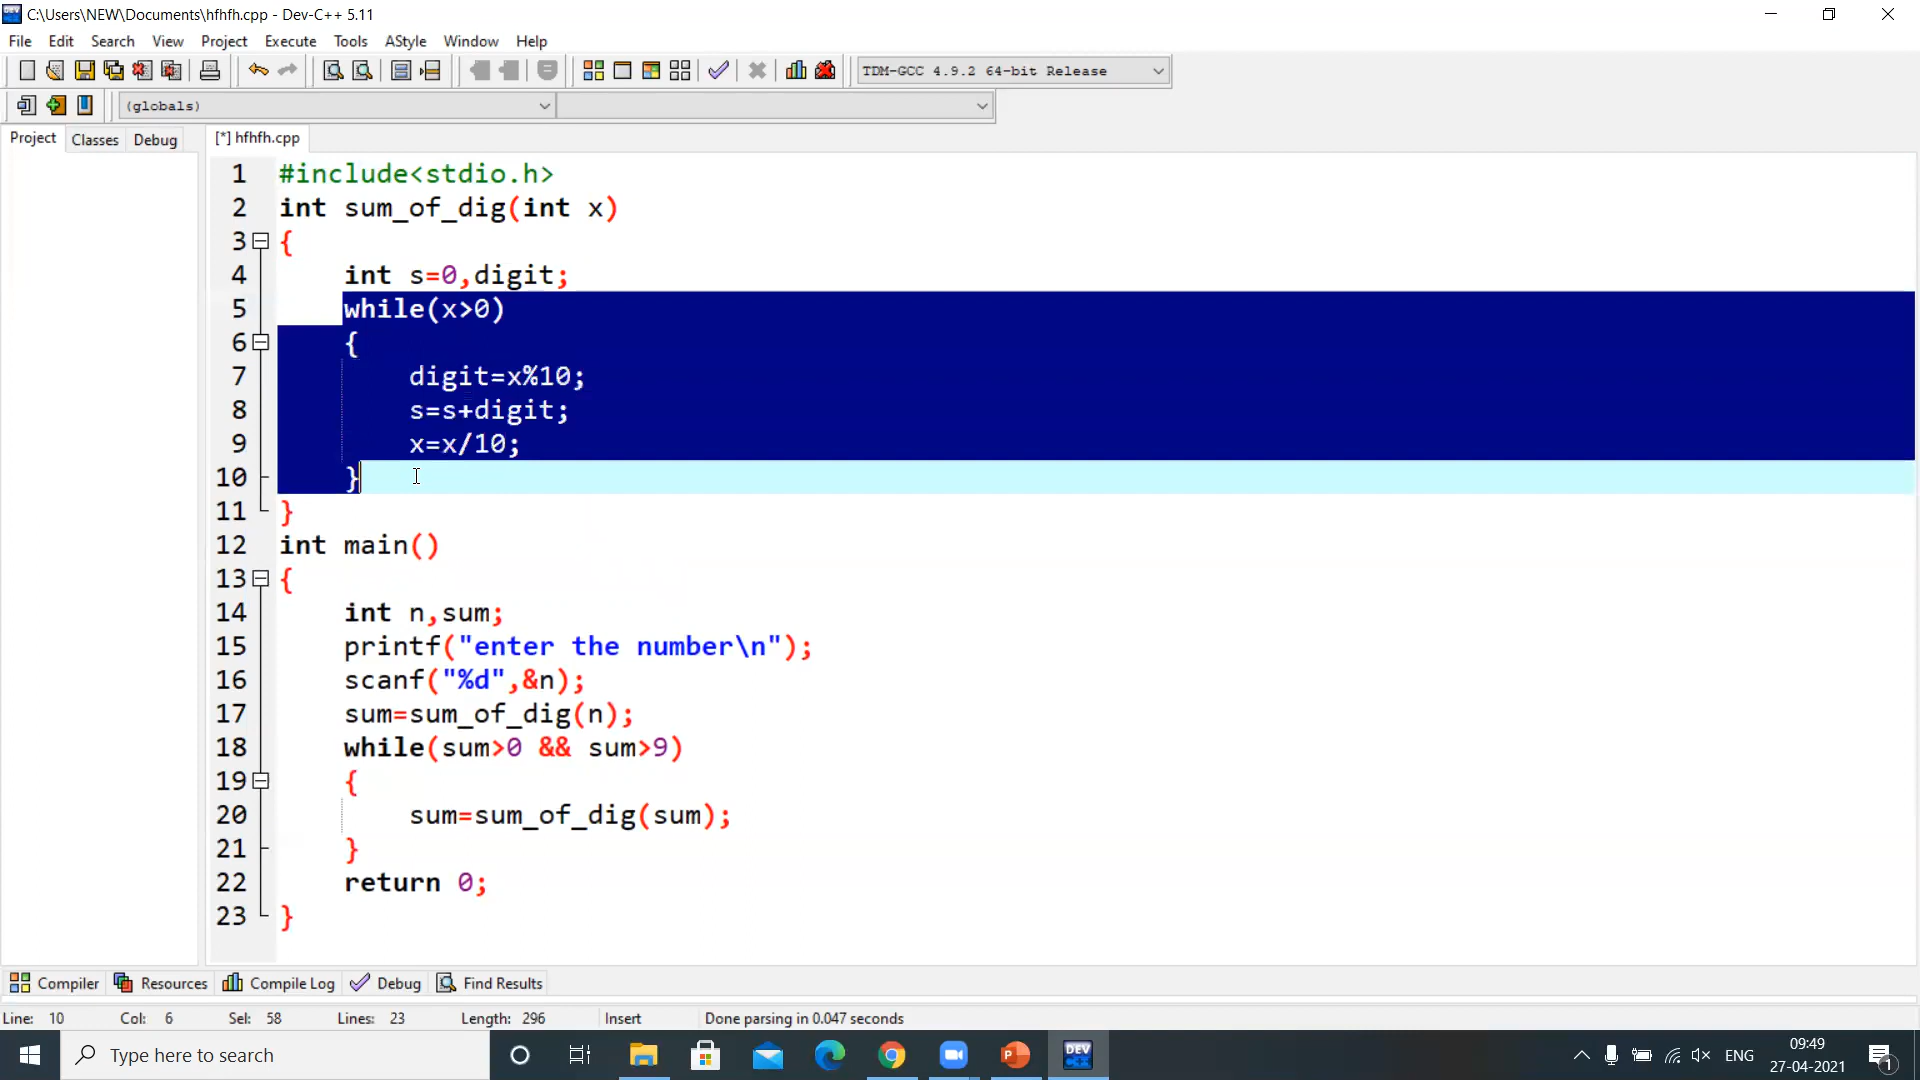 C:\Users\NEW\Documents\hfhfh.cpp - Dev-C++ 5.11
File Edit Search View Project Execute Tools AStyle Window Help
TDM-GCC 4.9.2 64-bit Release
(globals)
Project Classes Debug [*] hfhfh.cpp
1 #include<stdio.h>
2 int sum_of_dig(int x)
3 {
4 int s=0,digit;
5 while(x>0)
6 {
7 digit=x%10;
8 s=s+digit;
9 x=x/10;
10 }
11 }
12 int main()
13 {
14 int n,sum;
15 printf("enter the number\n");
16 scanf("%d",&n);
17 sum=sum_of_dig(n);
18 while(sum>0 && sum>9)
19 {
20 sum=sum_of_dig(sum);
21 }
22 return 0;
23 }
Compiler Resources Compile Log Debug Find Results
Line: 10 Col: 6 Sel: 58 Lines: 23 Length: 296 Insert Done parsing in 0.047 seconds
Type here to search
DEV
ENG
09:49
27-04-2021
1